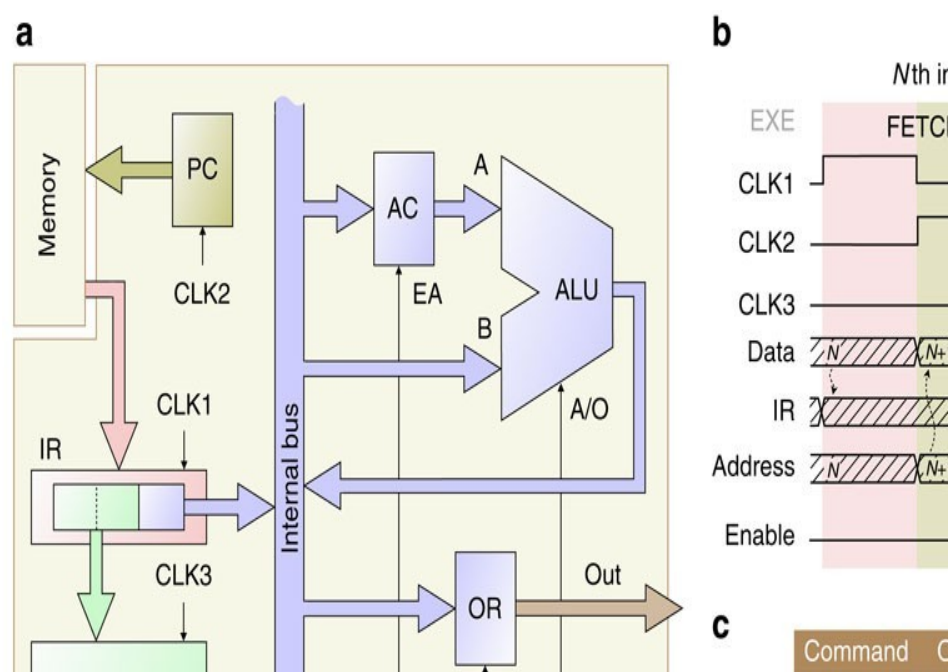 a
Memory
PC
CLK2
AC
EA
A
B
ALU
A/O
Internal bus
CLK1
IR
CLK3
OR
Out
b
Nth
EXE
CLK1
CLK2
CLK3
Data
N
N+
IR
Address
N
N+
Enable
c
Command